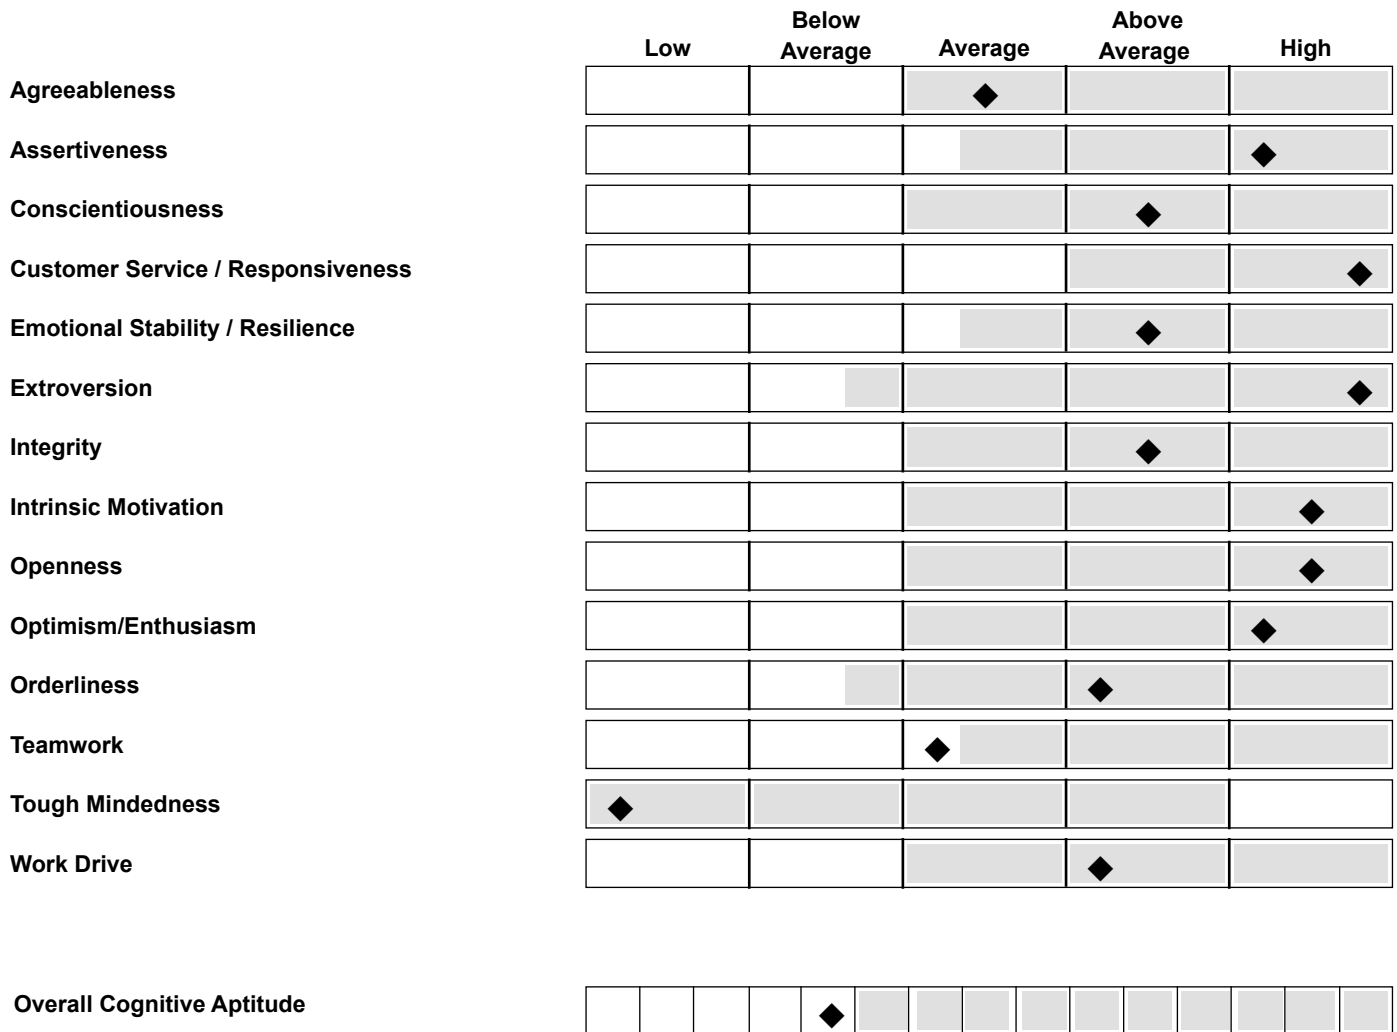 Low
Below
Average
Average
Above
Average
High
Agreeableness
Assertiveness
Conscientiousness
Customer Service / Responsiveness
Emotional Stability / Resilience
Extroversion
Integrity
Intrinsic Motivation
Openness
Optimism/Enthusiasm
Orderliness
Teamwork
Tough Mindedness
Work Drive
Overall Cognitive Aptitude